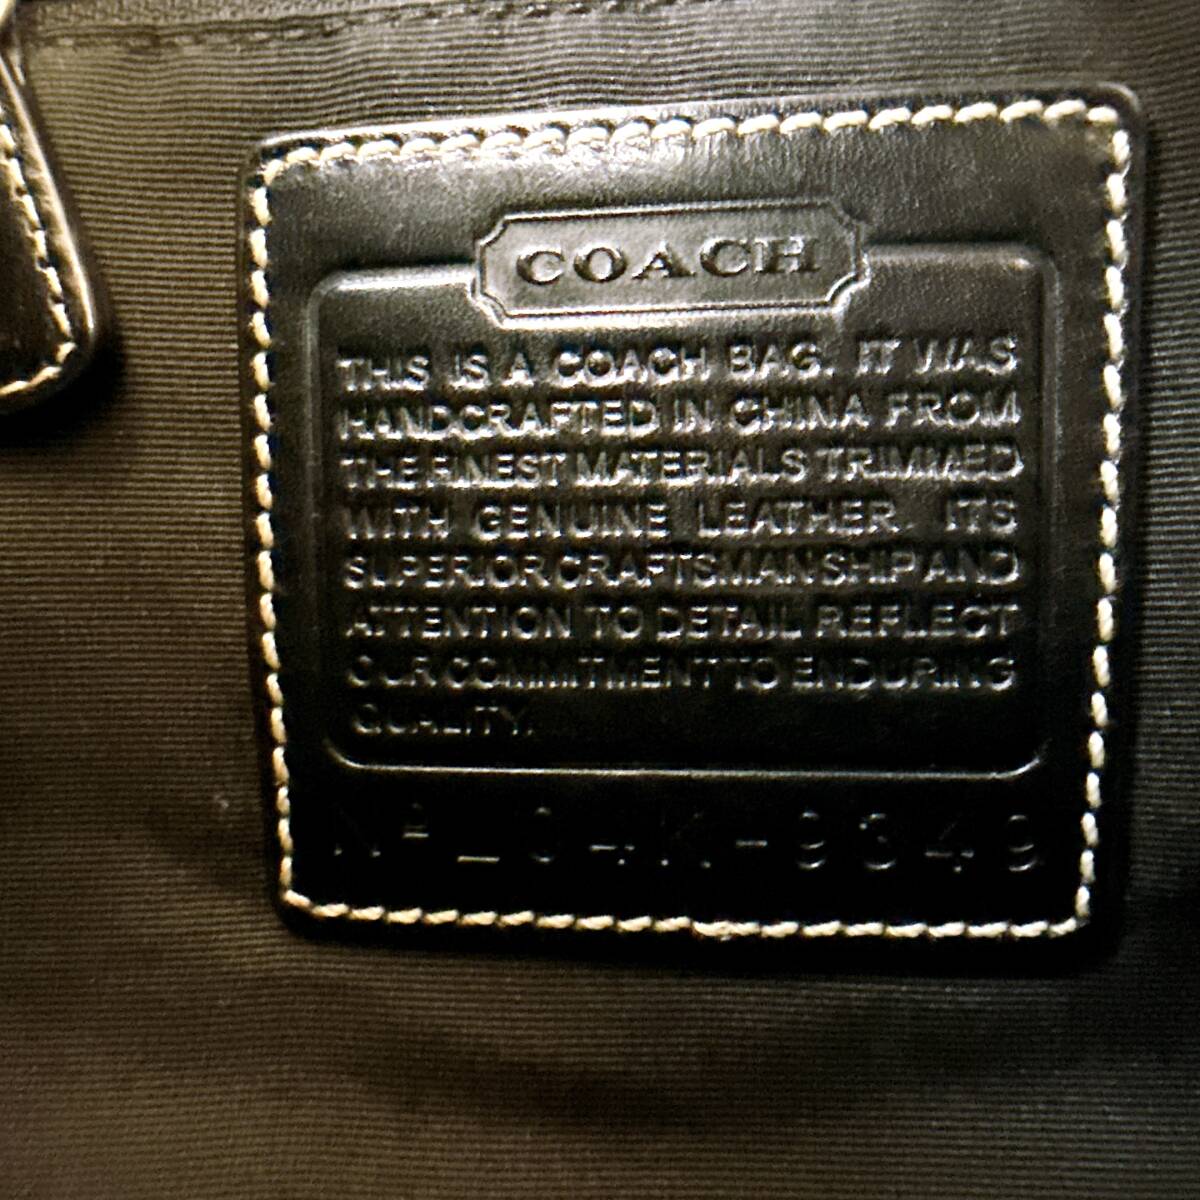 COACH
THIS IS A COACH BAG. IT WAS
HANDCRAFTED IN CHINA FROM
THE FINEST MATERIALS TRIMMED
WITH GENUINE LEATHER. ITS
SUPERIOR CRAFTSMANSHIP AND
ATTENTION TO DETAIL REFLECT
OUR COMMITMENT TO ENDURING
QUALITY.